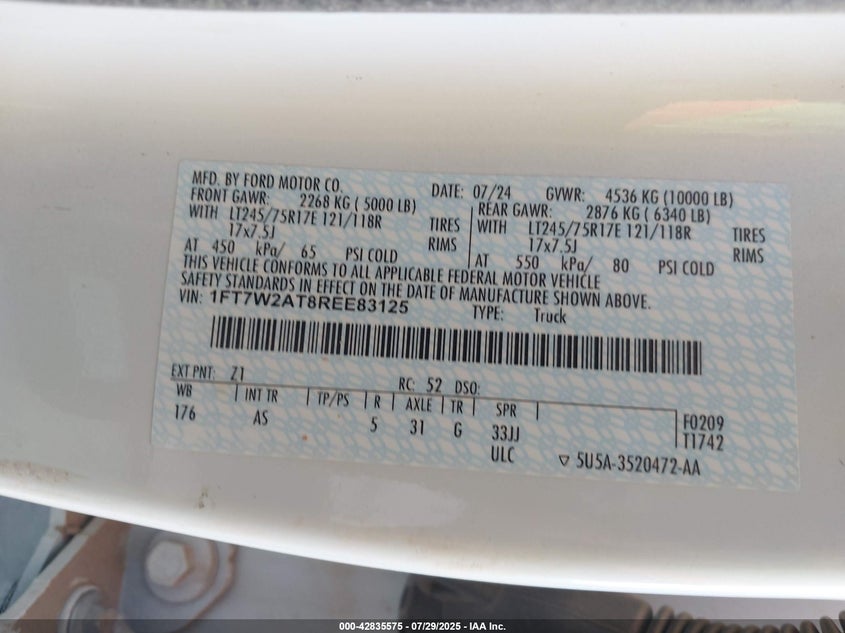 MFD. BY FORD MOTOR CO. DATE: 07/24 GVWR: 4536 KG (10000 LB)
FRONT GAWR: 2268 KG ( 5000 LB) REAR GAWR: 2876 KG ( 6340 LB)
WITH LT245/75R17E 121/118R TIRES WITH LT245/75R17E 121/118R TIRES
17x7.5J RIMS 17x7.5J RIMS
AT 450 kPa/ 65 PSI COLD AT 550 kPa/ 80 PSI COLD
THIS VEHICLE CONFORMS TO ALL APPLICABLE FEDERAL MOTOR VEHICLE
SAFETY STANDARDS IN EFFECT ON THE DATE OF MANUFACTURE SHOWN ABOVE.
VIN: 1FT7W2AT8REE83125 TYPE: Truck
EXT PNT: Z1 RC: 52 DSO:
WB INT TR TP/PS R AXLE TR SPR
176 AS 5 31 G 33JJ
ULC
F0209
T1742
▽ 5U5A-3520472-AA
000-42835575 | 07/29/2025 - IAA Inc.